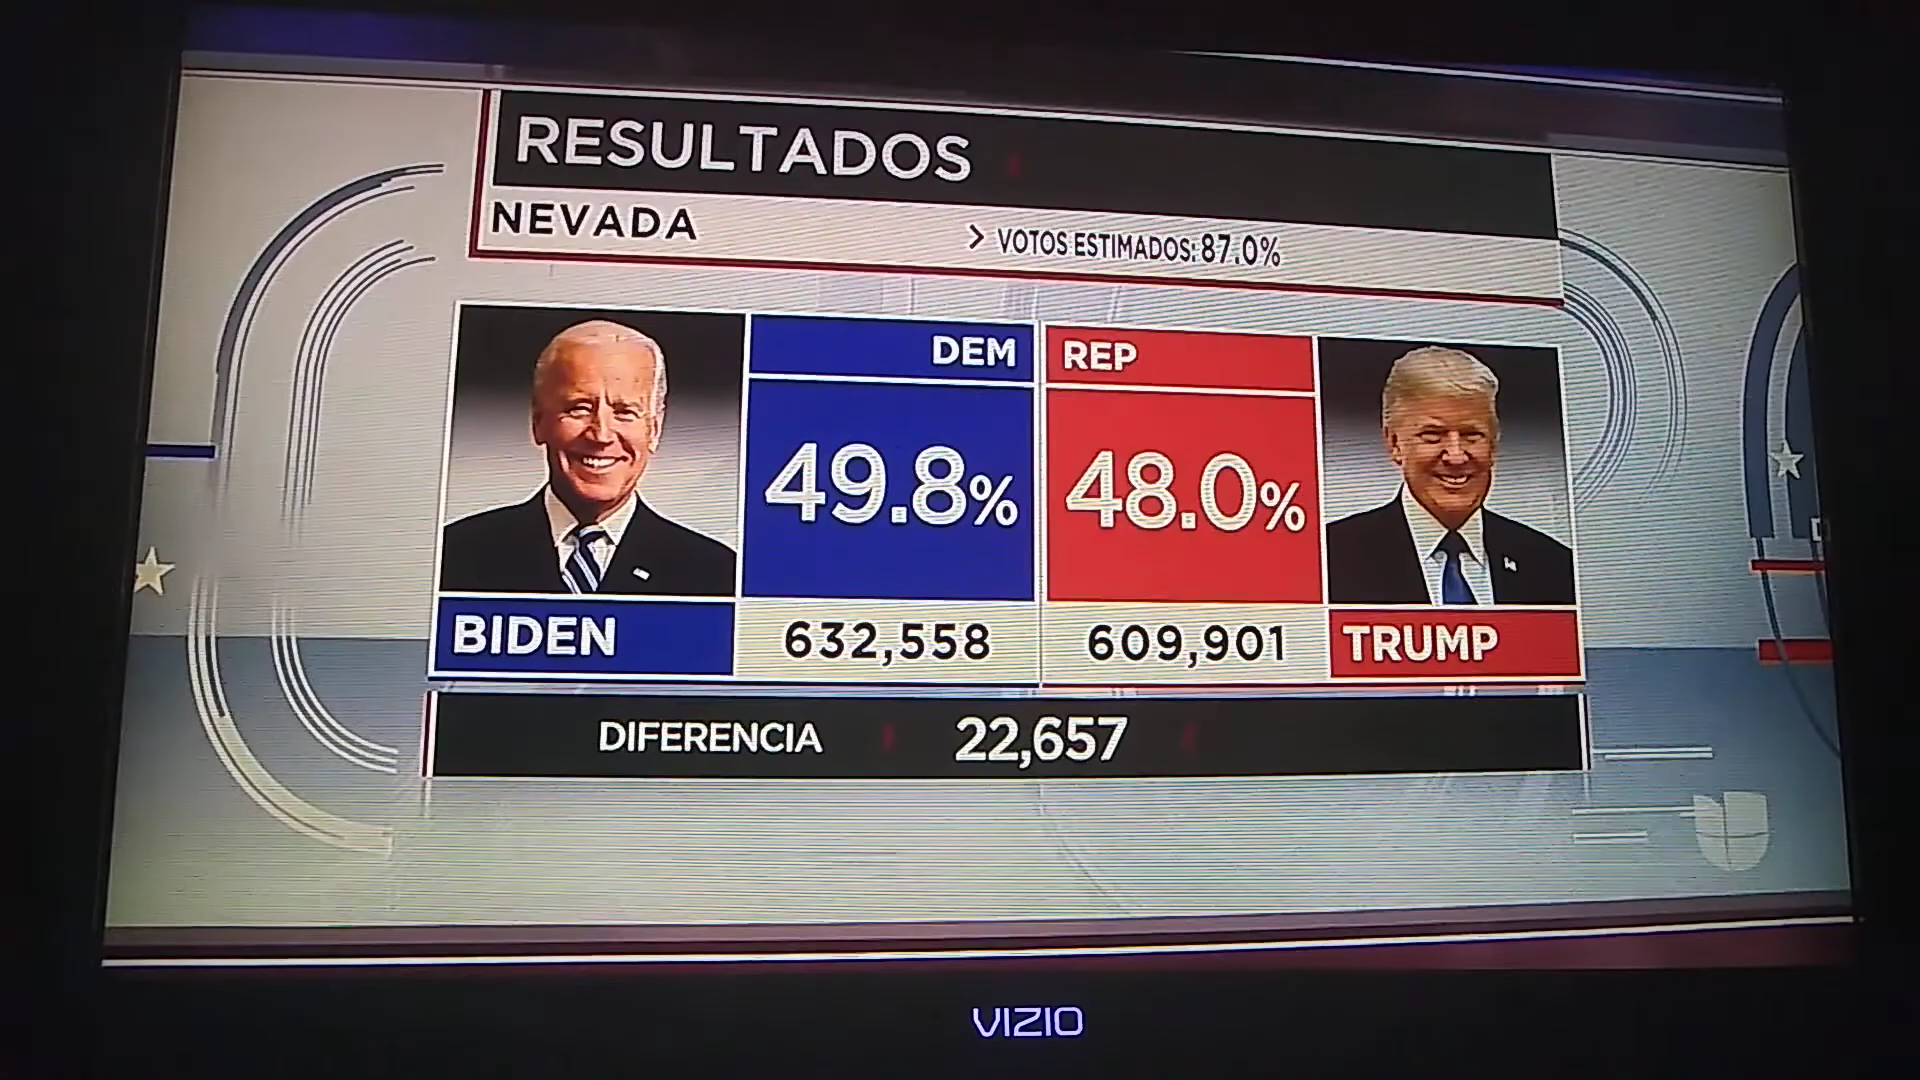 RESULTADOS
NEVADA
> VOTOS ESTIMADOS: 87.0%
DEM
REP
49.8%
48.0%
BIDEN
632,558
609,901
TRUMP
DIFERENCIA
22,657
VIZIO